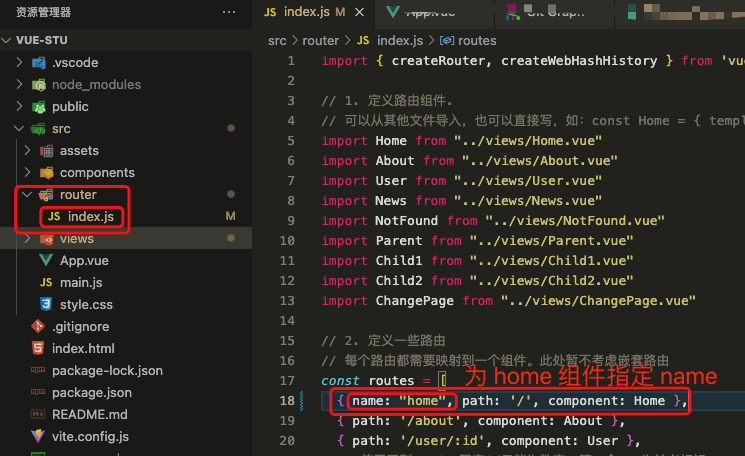 资源管理器 ...
VUE-STU
.vscode
node_modules
public
src
assets
components
router
JS index.js M
views
App.vue
JS main.js
style.css
.gitignore
index.html
package-lock.json
package.json
README.md
vite.config.js
JS index.js M ×
App.vue
src > router > JS index.js > routes
1 import { createRouter, createWebHashHistory } from 'vue
2
3 // 1. 定义路由组件.
4 // 可以从其他文件导入，也可以直接写，如：const Home = { templ
5 import Home from "../views/Home.vue"
6 import About from "../views/About.vue"
7 import User from "../views/User.vue"
8 import News from "../views/News.vue"
9 import NotFound from "../views/NotFound.vue"
10 import Parent from "../views/Parent.vue"
11 import Child1 from "../views/Child1.vue"
12 import Child2 from "../views/Child2.vue"
13 import ChangePage from "../views/ChangePage.vue"
14
15 // 2. 定义一些路由
16 // 每个路由都需要映射到一个组件。此处暂不考虑嵌套路由
17 const routes = [
为 home 组件指定 name
18 { name: "home", path: '/', component: Home },
19 { path: '/about', component: About },
20 { path: '/user/:id', component: User },